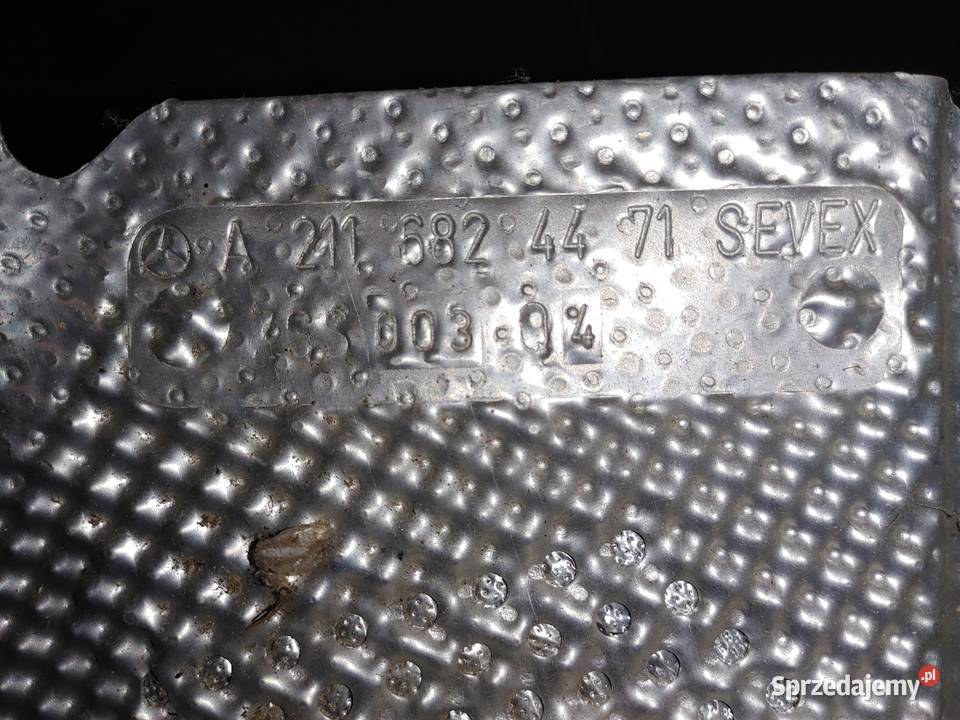 A 211 682 44 71 SEVEX
003 04
Sprzedajemy.pl